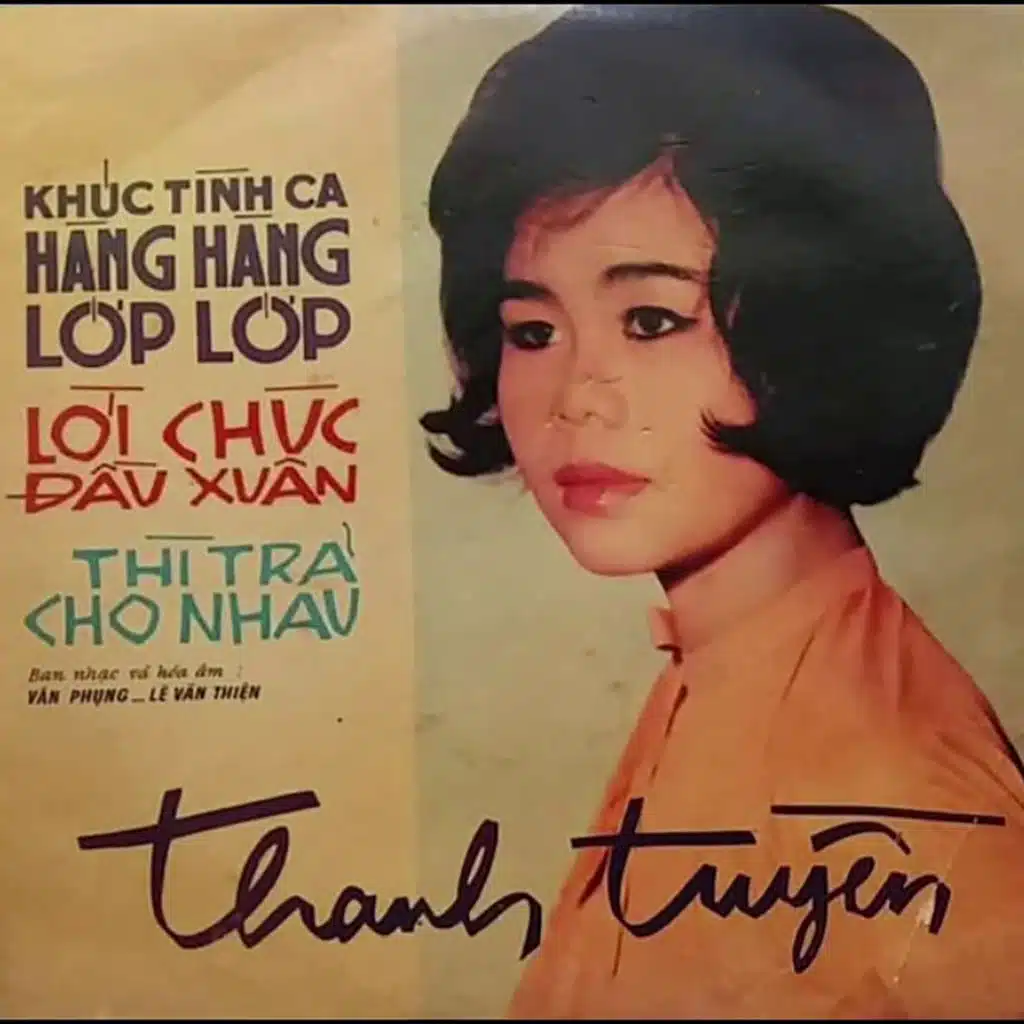 KHÚC TÌNH CA
HÀNG HÀNG
LỚP LỚP
LỜI CHÚC
ĐẦU XUÂN
THÌ TRẢ
CHO NHAU
Ban nhạc và hòa âm :
VĂN PHỤNG _ LÊ VĂN THIỆN
Thanh Tuyền